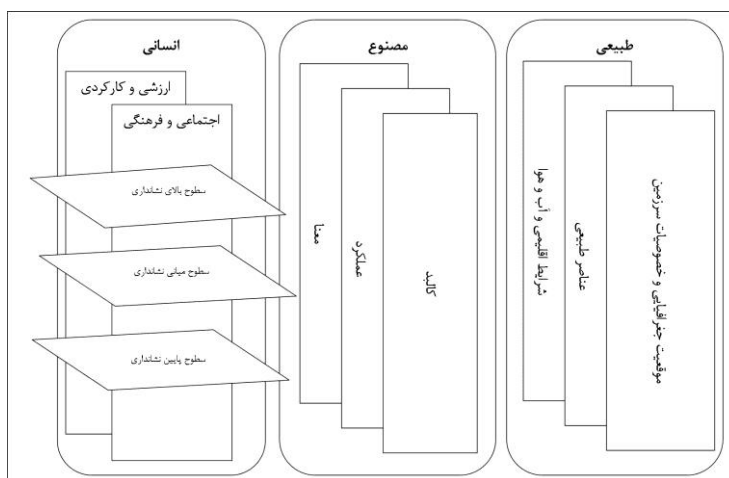 طبیعی
شرایط اقلیمی و آب و هوا
عناصر طبیعی
موقعیت جغرافیایی و خصوصیات سرزمین
مصنوع
معنا
عملکرد
کالبد
انسانی
ارزشی و کارکردی
اجتماعی و فرهنگی
سطوح بالای نشانداری
سطوح میانی نشانداری
سطوح پایین نشانداری